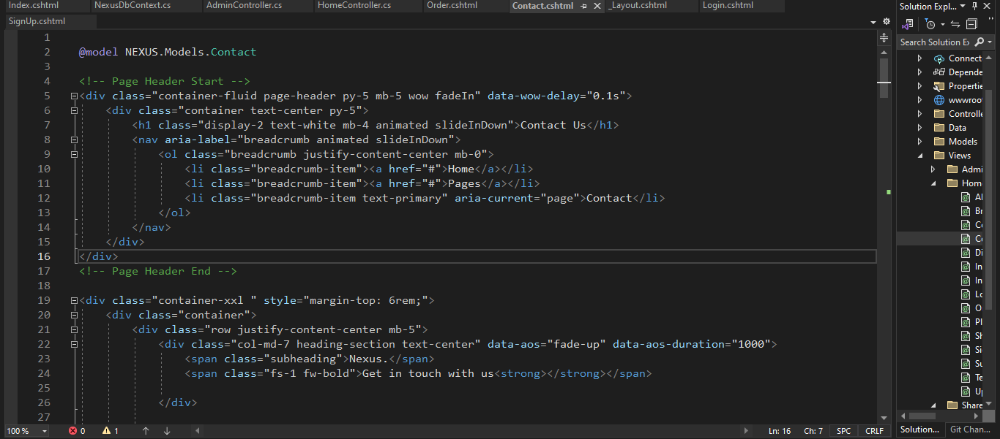 Index.cshtml NexusDbContext.cs AdminController.cs HomeController.cs Order.cshtml Contact.cshtml _Layout.cshtml Login.cshtml
SignUp.cshtml
1
2 @model NEXUS.Models.Contact
3
4 <!-- Page Header Start -->
5 <div class="container-fluid page-header py-5 mb-5 wow fadeIn" data-wow-delay="0.1s">
6 <div class="container text-center py-5">
7 <h1 class="display-2 text-white mb-4 animated slideInDown">Contact Us</h1>
8 <nav aria-label="breadcrumb animated slideInDown">
9 <ol class="breadcrumb justify-content-center mb-0">
10 <li class="breadcrumb-item"><a href="#">Home</a></li>
11 <li class="breadcrumb-item"><a href="#">Pages</a></li>
12 <li class="breadcrumb-item text-primary" aria-current="page">Contact</li>
13 </ol>
14 </nav>
15 </div>
16 </div>
17 <!-- Page Header End -->
18
19 <div class="container-xxl " style="margin-top: 6rem;">
20 <div class="container">
21 <div class="row justify-content-center mb-5">
22 <div class="col-md-7 heading-section text-center" data-aos="fade-up" data-aos-duration="1000">
23 <span class="subheading">Nexus.</span>
24 <span class="fs-1 fw-bold">Get in touch with us<strong></strong></span>
25
26 </div>
27
100 % 0 1 Ln: 16 Ch: 7 SPC CRLF
Solution Expl...
Search Solution Ex
Connect
Depende
Propertie
wwwroo
Controlle
Data
Models
Views
Admi
Hom
Al
Br
Co
Co
Di
In
In
Lo
O
Pl
Sh
Si
Su
Te
Up
Share
Solution... Git Chan...